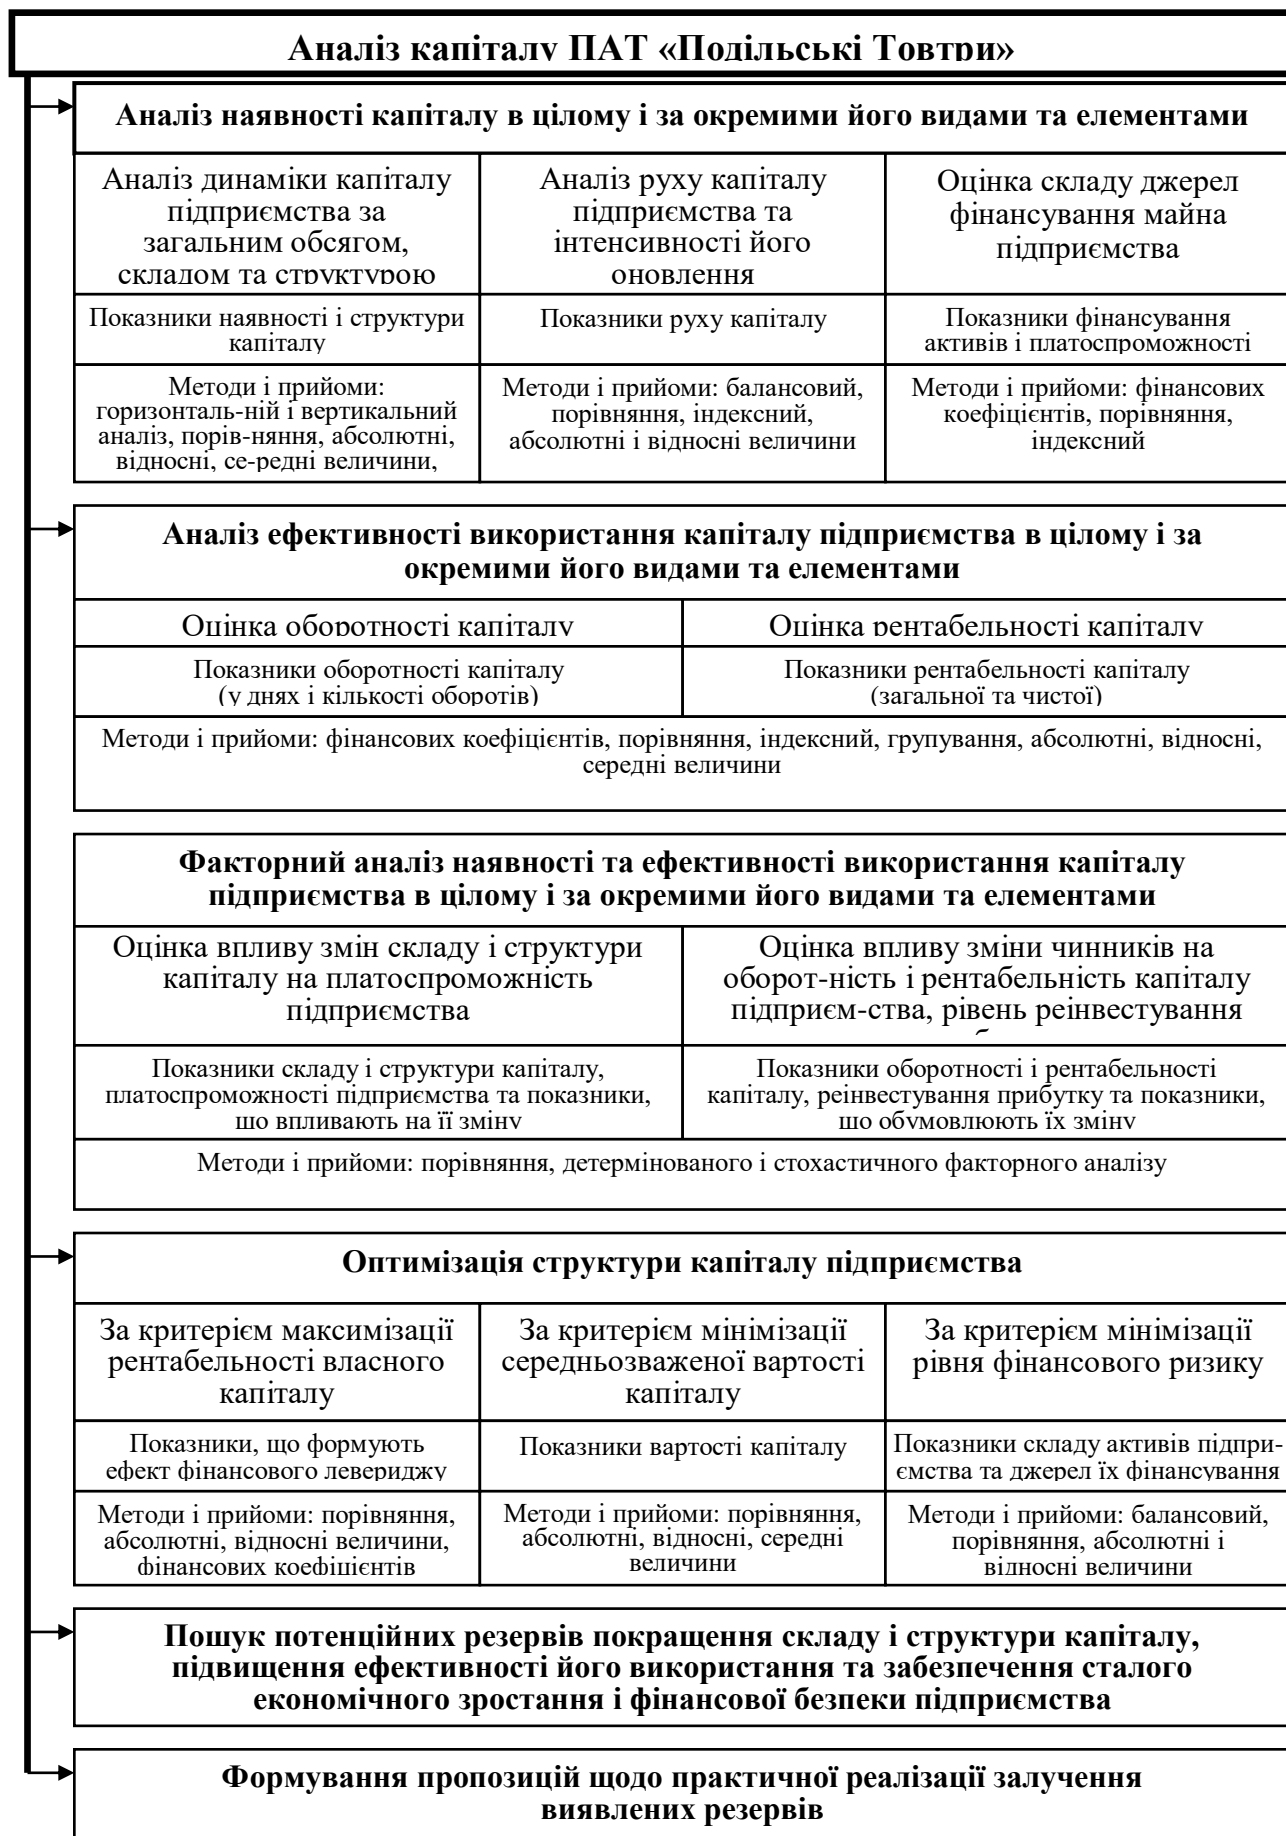 Аналіз капіталу ПАТ «Подільські Товтри»
Аналіз наявності капіталу в цілому і за окремими його видами та елементами
Аналіз динаміки капіталу
підприємства за
загальним обсягом,
складом та структурою
Аналіз руху капіталу
підприємства та
інтенсивності його
оновлення
Оцінка складу джерел
фінансування майна
підприємства
Показники наявності і структури
капіталу
Показники руху капіталу
Показники фінансування
активів і платоспроможності
Методи і прийоми:
горизонталь-ній і вертикальний
аналіз, порів-няння, абсолютні,
відносні, се-редні величини,
Методи і прийоми: балансовий,
порівняння, індексний,
абсолютні і відносні величини
Методи і прийоми: фінансових
коефіцієнтів, порівняння,
індексний
Аналіз ефективності використання капіталу підприємства в цілому і за
окремими його видами та елементами
Оцінка оборотності капіталу
Оцінка рентабельності капіталу
Показники оборотності капіталу
(у днях і кількості оборотів)
Показники рентабельності капіталу
(загальної та чистої)
Методи і прийоми: фінансових коефіцієнтів, порівняння, індексний, групування, абсолютні, відносні,
середні величини
Факторний аналіз наявності та ефективності використання капіталу
підприємства в цілому і за окремими його видами та елементами
Оцінка впливу змін складу і структури
капіталу на платоспроможність
підприємства
Оцінка впливу зміни чинників на
оборот-ність і рентабельність капіталу
підприєм-ства, рівень реінвестування
Показники складу і структури капіталу,
платоспроможності підприємства та показники,
що впливають на її зміну
Показники оборотності і рентабельності
капіталу, реінвестування прибутку та показники,
що обумовлюють їх зміну
Методи і прийоми: порівняння, детермінованого і стохастичного факторного аналізу
Оптимізація структури капіталу підприємства
За критерієм максимізації
рентабельності власного
капіталу
За критерієм мінімізації
середньозваженої вартості
капіталу
За критерієм мінімізації
рівня фінансового ризику
Показники, що формують
ефект фінансового левериджу
Показники вартості капіталу
Показники складу активів підпри-
ємства та джерел їх фінансування
Методи і прийоми: порівняння,
абсолютні, відносні величини,
фінансових коефіцієнтів
Методи і прийоми: порівняння,
абсолютні, відносні, середні
величини
Методи і прийоми: балансовий,
порівняння, абсолютні і
відносні величини
Пошук потенційних резервів покращення складу і структури капіталу,
підвищення ефективності його використання та забезпечення сталого
економічного зростання і фінансової безпеки підприємства
Формування пропозицій щодо практичної реалізації залучення
виявлених резервів